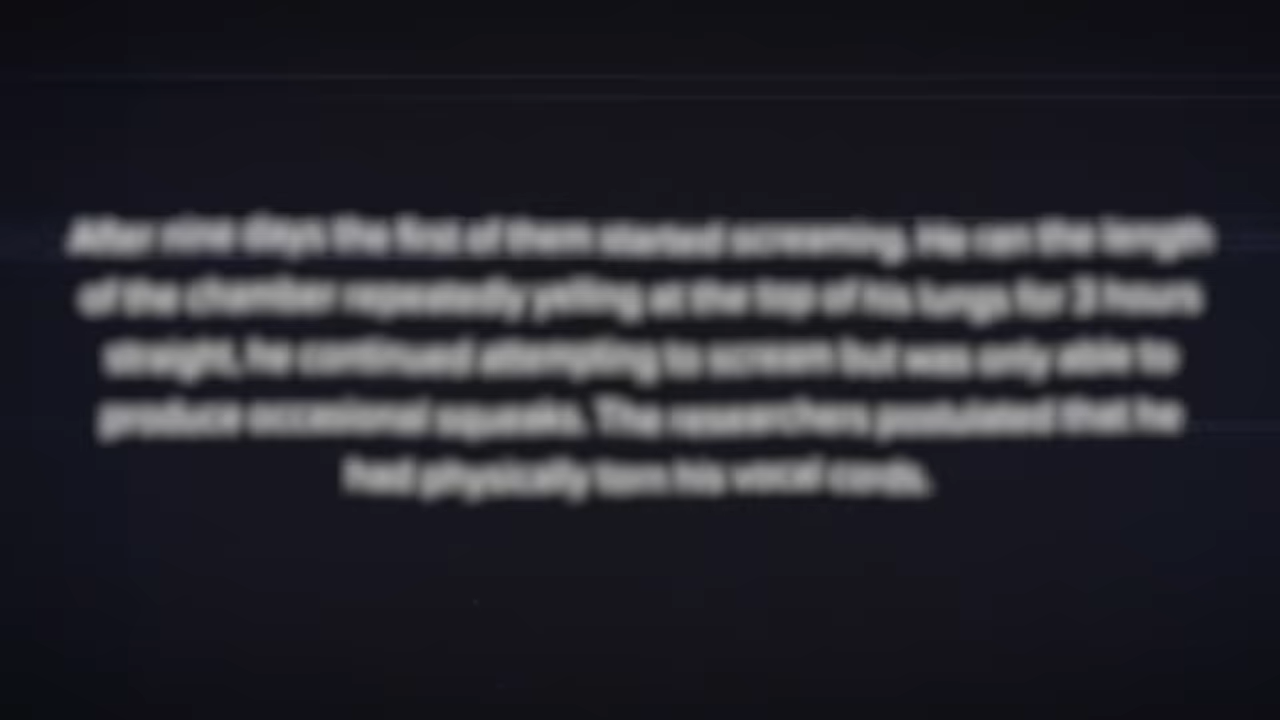 After nine days the first of them started screaming. He ran the length
of the chamber repeatedly yelling at the top of his lungs for 3 hours
straight, he continued attempting to scream but was only able to
produce occasional squeaks. The researchers postulated that he
had physically torn his vocal cords.